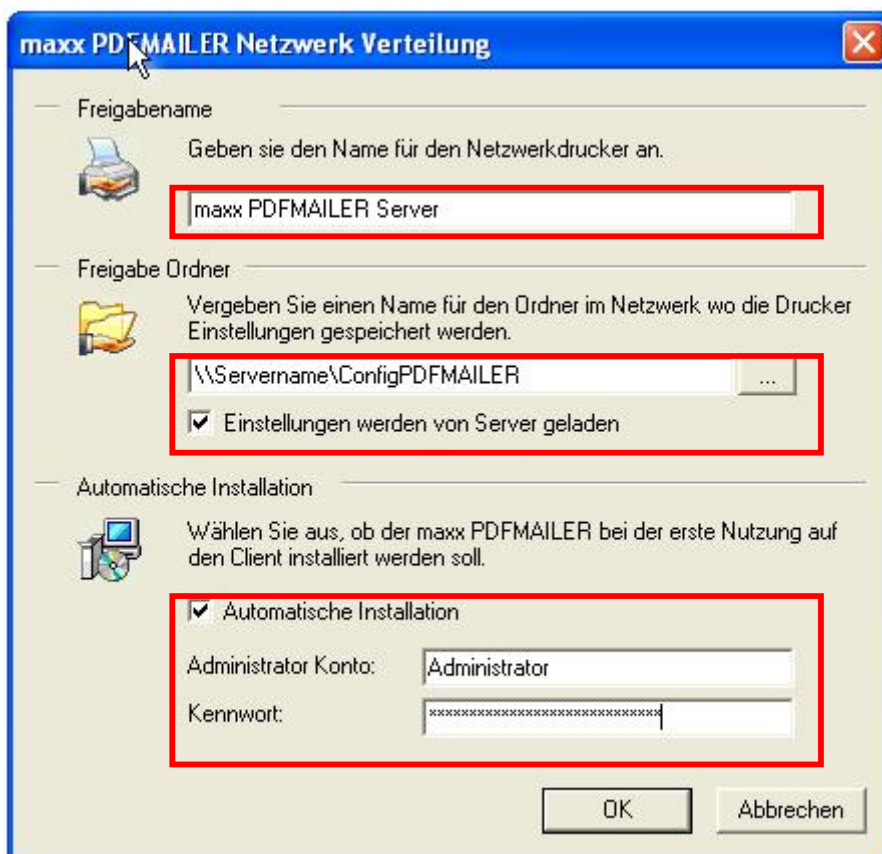 maxx PDFMAILER Netzwerk Verteilung
Freigabename
Geben sie den Name für den Netzwerkdrucker an.
maxx PDFMAILER Server
Freigabe Ordner
Vergeben Sie einen Name für den Ordner im Netzwerk wo die Drucker
Einstellungen gespeichert werden.
\\Servername\ConfigPDFMAILER
...
Einstellungen werden von Server geladen
Automatische Installation
Wählen Sie aus, ob der maxx PDFMAILER bei der erste Nutzung auf
den Client installiert werden soll.
Automatische Installation
Administrator Konto:
Administrator
Kennwort:
*****************************
OK
Abbrechen